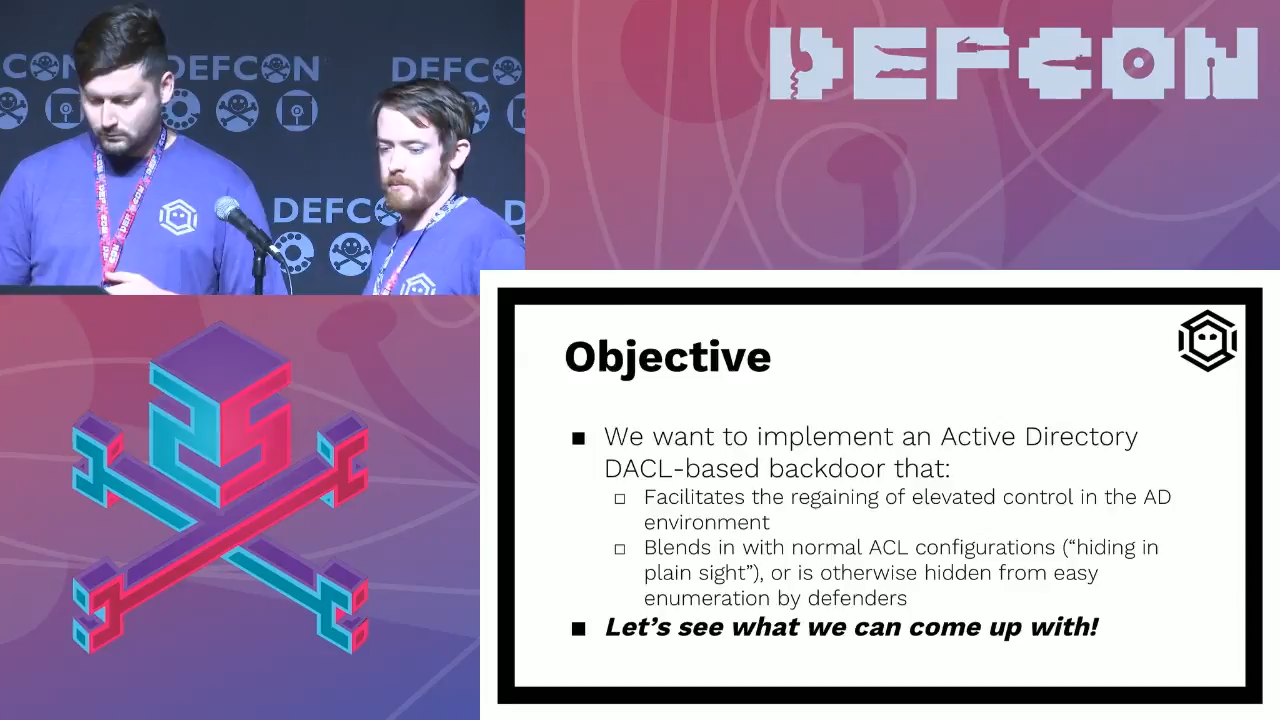 DEFCON
DEFCON
DEFCON
Objective
■ We want to implement an Active Directory
DACL-based backdoor that:
□ Facilitates the regaining of elevated control in the AD
environment
□ Blends in with normal ACL configurations (“hiding in
plain sight”), or is otherwise hidden from easy
enumeration by defenders
■ Let’s see what we can come up with!